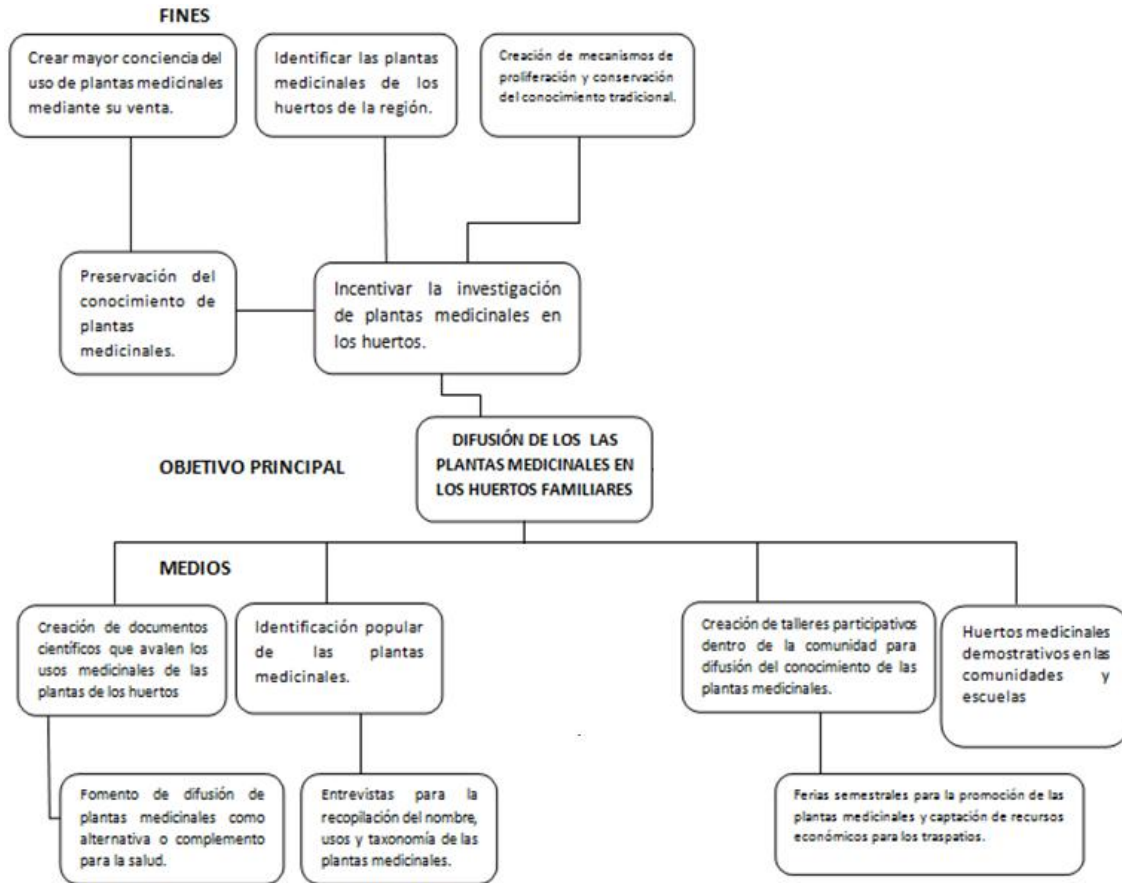 FINES
Crear mayor conciencia del
uso de plantas medicinales
mediante su venta.
Identificar las plantas
medicinales de los
huertos de la región.
Creación de mecanismos de
proliferación y conservación
del conocimiento tradicional.
Preservación del
conocimiento de
plantas
medicinales.
Incentivar la investigación
de plantas medicinales en
los huertos.
OBJETIVO PRINCIPAL
DIFUSIÓN DE LOS LAS
PLANTAS MEDICINALES EN
LOS HUERTOS FAMILIARES
MEDIOS
Creación de documentos
científicos que avalen los
usos medicinales de las
plantas de los huertos
Identificación popular
de las plantas
medicinales.
Creación de talleres participativos
dentro de la comunidad para
difusión del conocimiento de las
plantas medicinales.
Huertos medicinales
demostrativos en las
comunidades y
escuelas
Fomento de difusión de
plantas medicinales como
alternativa o complemento
para la salud.
Entrevistas para la
recopilación del nombre,
usos y taxonomía de las
plantas medicinales.
Ferias semestrales para la promoción de las
plantas medicinales y captación de recursos
económicos para los traspatios.